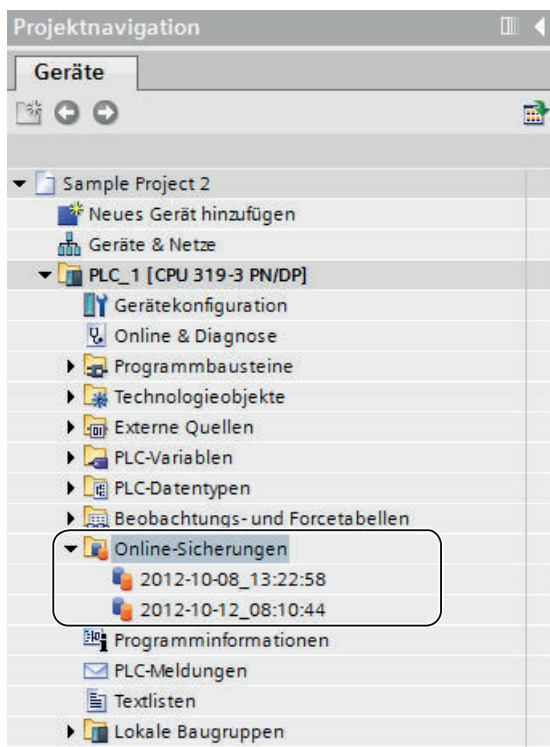 Projektnavigation
Geräte
Sample Project 2
Neues Gerät hinzufügen
Geräte & Netze
PLC_1 [CPU 319-3 PN/DP]
Gerätekonfiguration
Online & Diagnose
Programmbausteine
Technologieobjekte
Externe Quellen
PLC-Variablen
PLC-Datentypen
Beobachtungs- und Forcetabellen
Online-Sicherungen
2012-10-08_13:22:58
2012-10-12_08:10:44
Programminformationen
PLC-Meldungen
Textlisten
Lokale Baugruppen